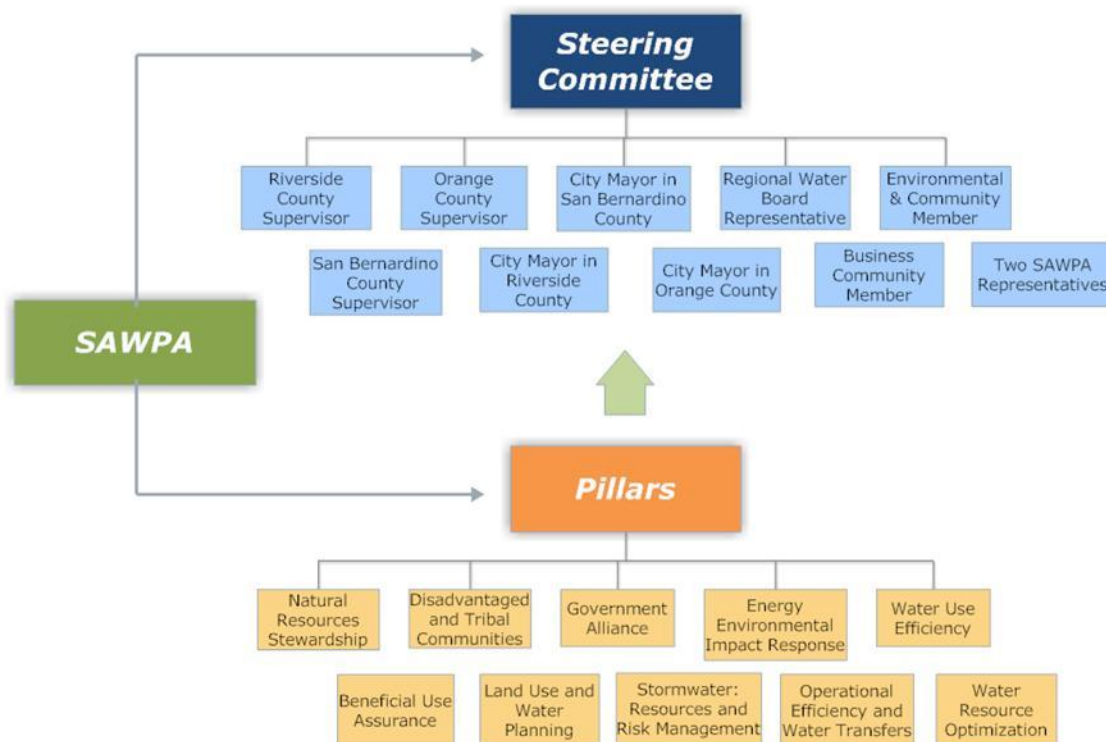 Steering
Committee
Riverside
County
Supervisor
Orange
County
Supervisor
City Mayor in
San Bernardino
County
Regional Water
Board
Representative
Environmental
& Community
Member
San Bernardino
County
Supervisor
City Mayor in
Riverside
County
City Mayor in
Orange County
Business
Community
Member
Two SAWPA
Representatives
SAWPA
Pillars
Natural
Resources
Stewardship
Disadvantaged
and Tribal
Communities
Government
Alliance
Energy
Environmental
Impact Response
Water Use
Efficiency
Beneficial Use
Assurance
Land Use and
Water
Planning
Stormwater:
Resources and
Risk Management
Operational
Efficiency and
Water Transfers
Water
Resource
Optimization